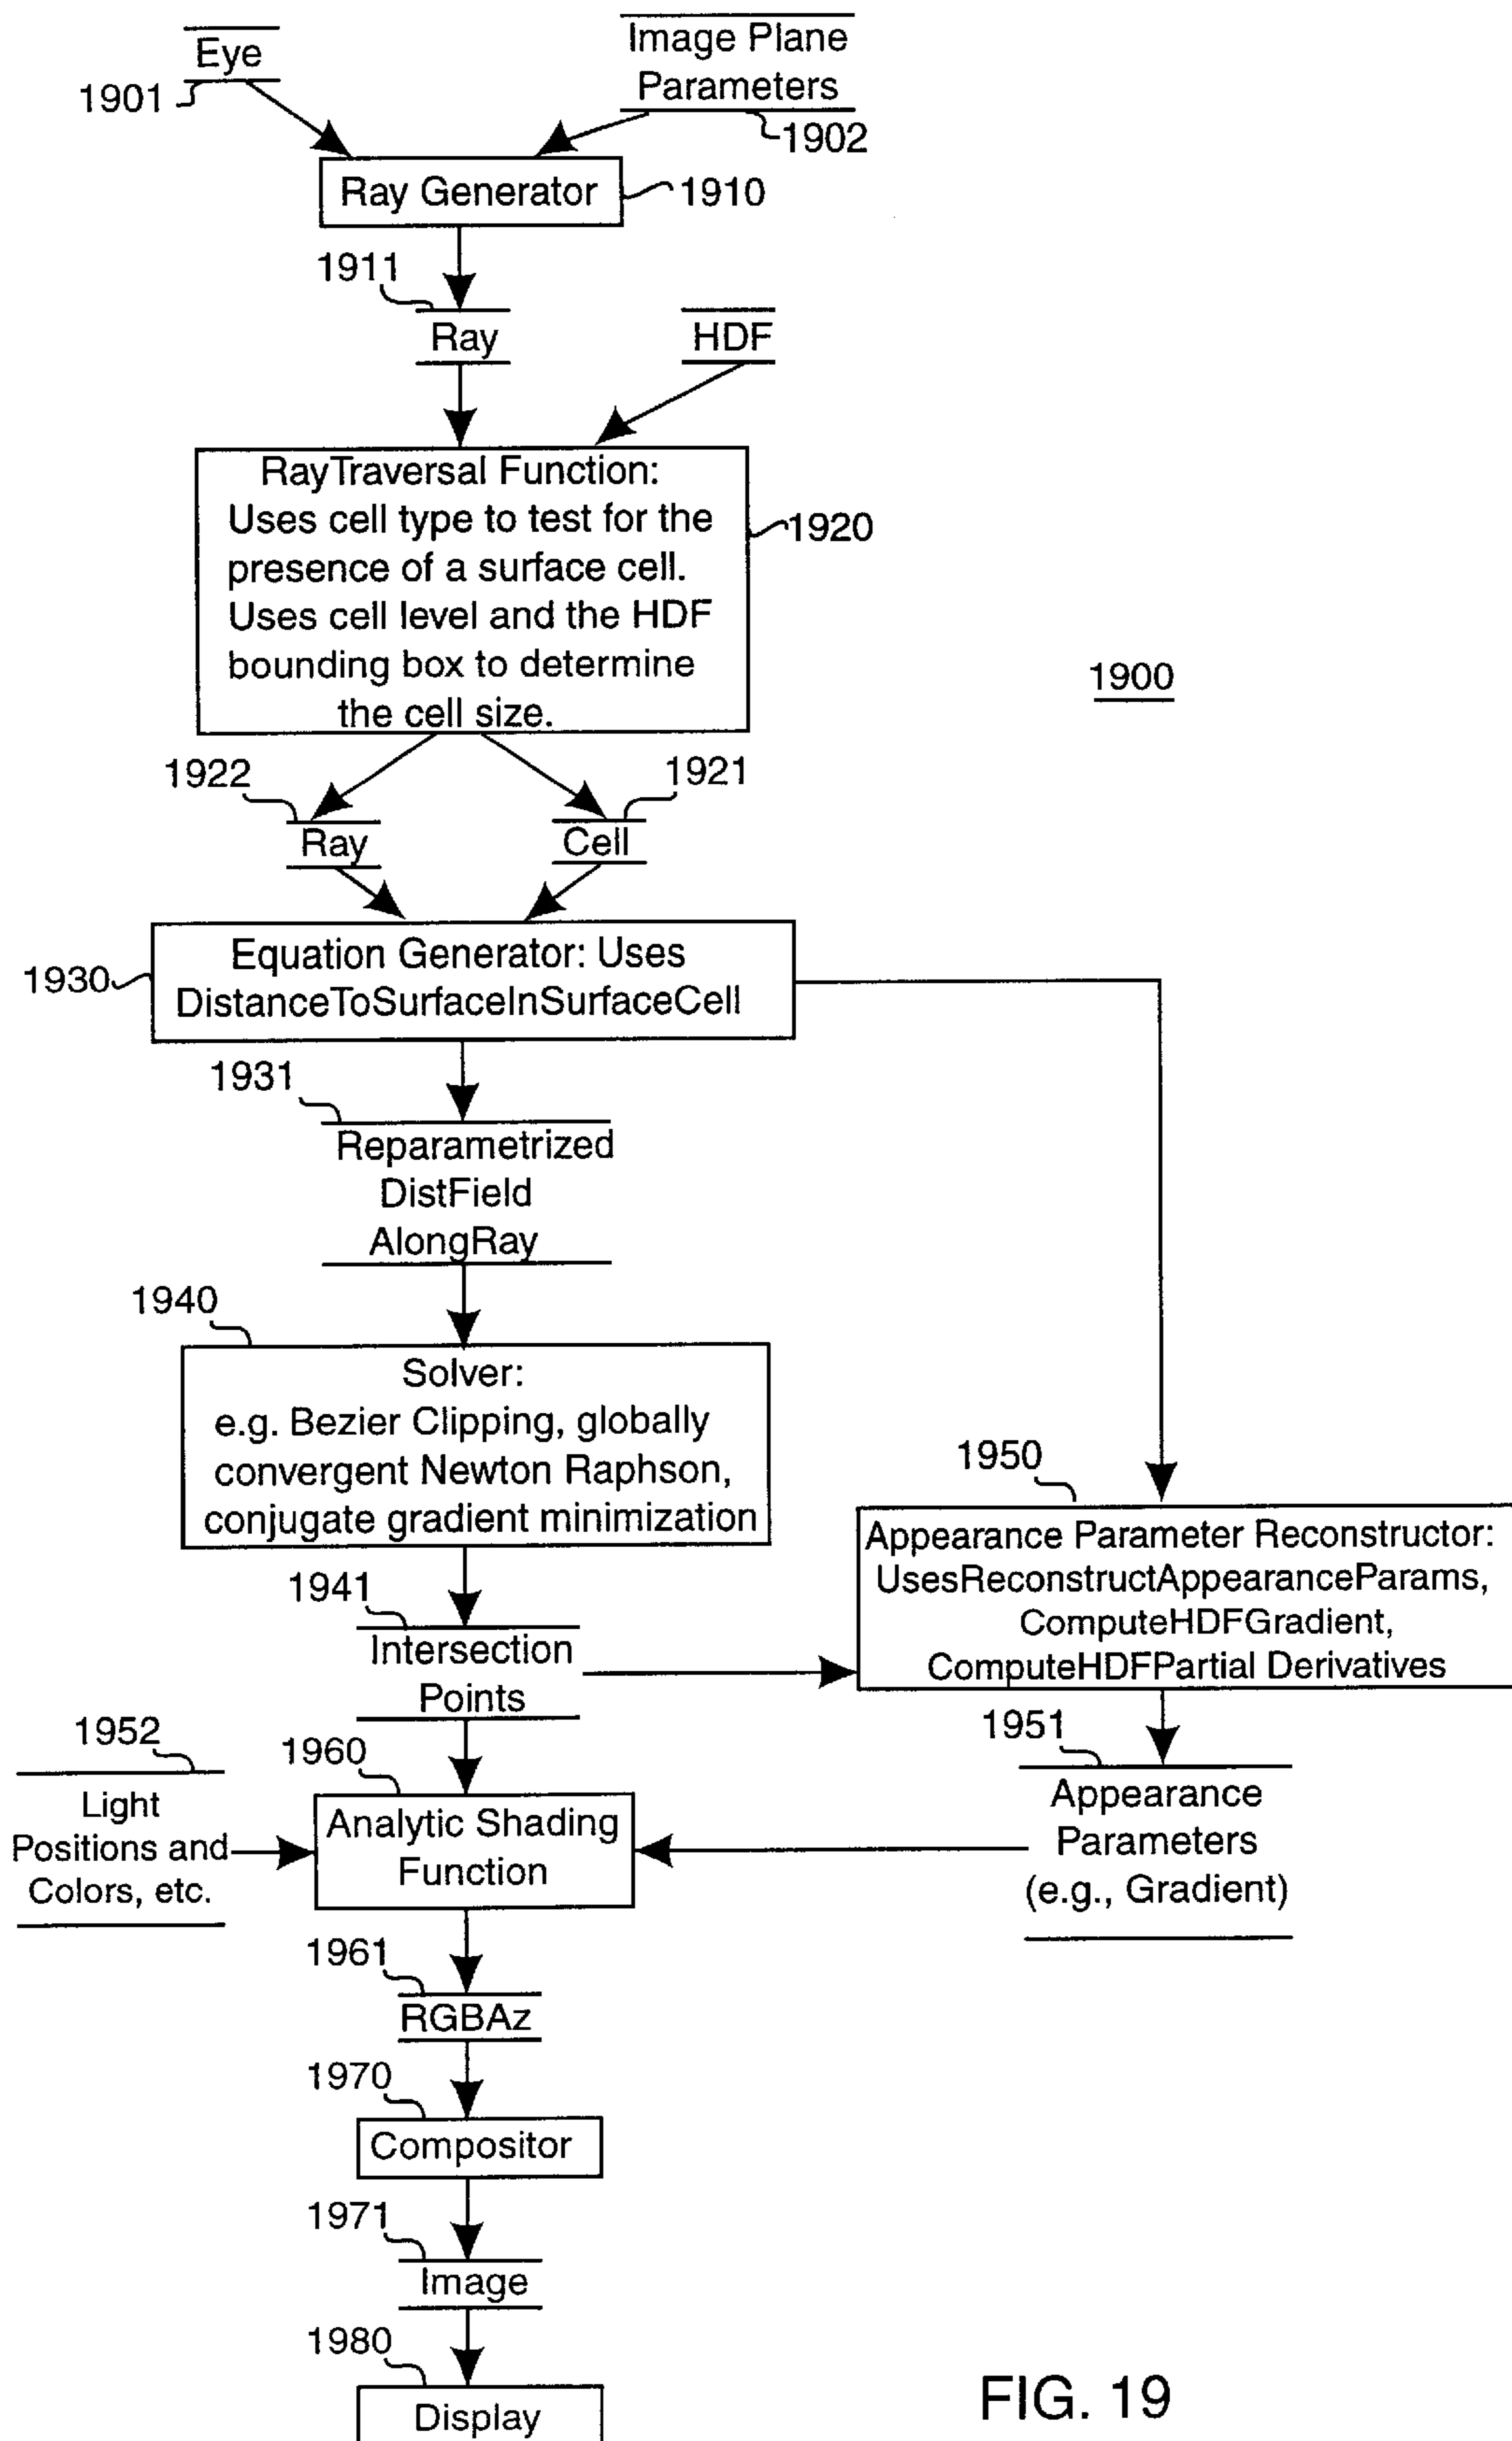 Eye
1901
Image Plane
Parameters
1902
Ray Generator
1910
1911
Ray
HDF
RayTraversal Function:
Uses cell type to test for the
presence of a surface cell.
Uses cell level and the HDF
bounding box to determine
the cell size.
1920
1900
1922
1921
Ray
Cell
1930
Equation Generator: Uses
DistanceToSurfaceInSurfaceCell
1931
Reparametrized
DistField
AlongRay
1940
Solver:
e.g. Bezier Clipping, globally
convergent Newton Raphson,
conjugate gradient minimization
1950
Appearance Parameter Reconstructor:
UsesReconstructAppearanceParams,
ComputeHDFGradient,
ComputeHDFPartial Derivatives
1941
Intersection
Points
1952
Light
Positions and
Colors, etc.
1960
Analytic Shading
Function
1951
Appearance
Parameters
(e.g., Gradient)
1961
RGBAz
1970
Compositor
1971
Image
1980
Display
FIG. 19